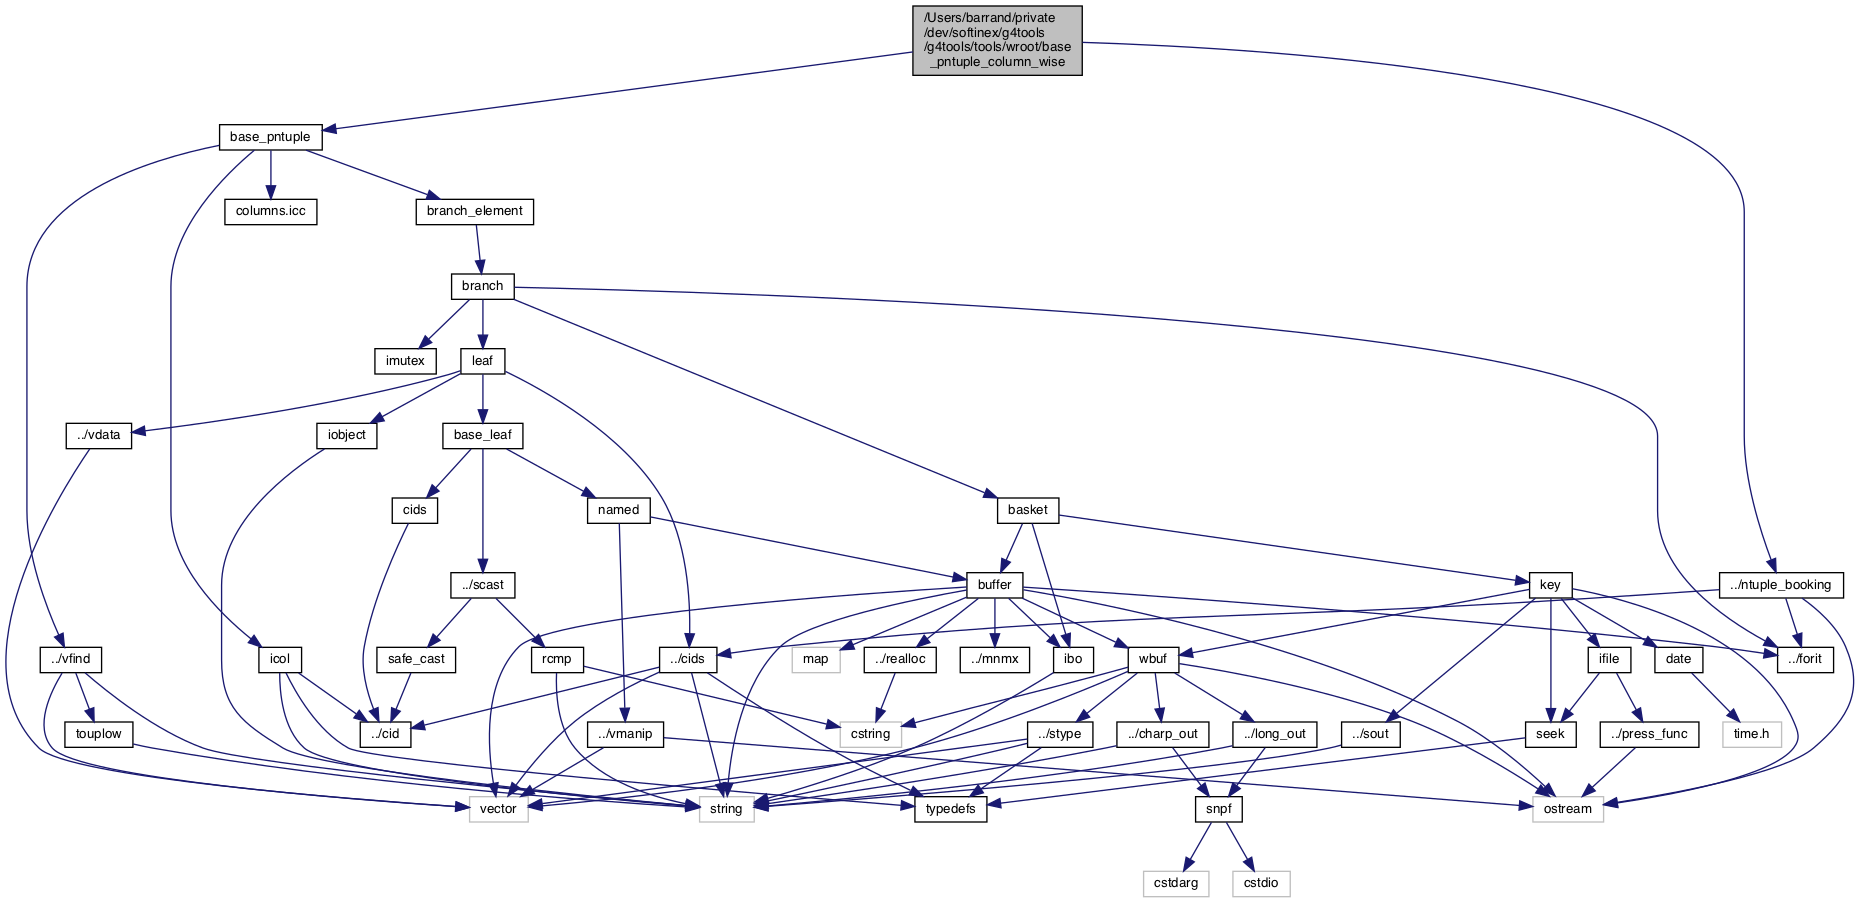 /Users/barrand/private
/dev/softinex/g4tools
/g4tools/tools/wroot/base
_pntuple_column_wise
base_pntuple
columns.icc
branch_element
branch
imutex
leaf
../vdata
iobject
base_leaf
cids
named
basket
../scast
buffer
key
../ntuple_booking
../vfind
icol
safe_cast
rcmp
../cids
map
../realloc
../mnmx
ibo
wbuf
ifile
date
../forit
touplow
../cid
../vmanip
cstring
../stype
../charp_out
../long_out
../sout
seek
../press_func
time.h
vector
string
typedefs
snpf
ostream
cstdarg
cstdio